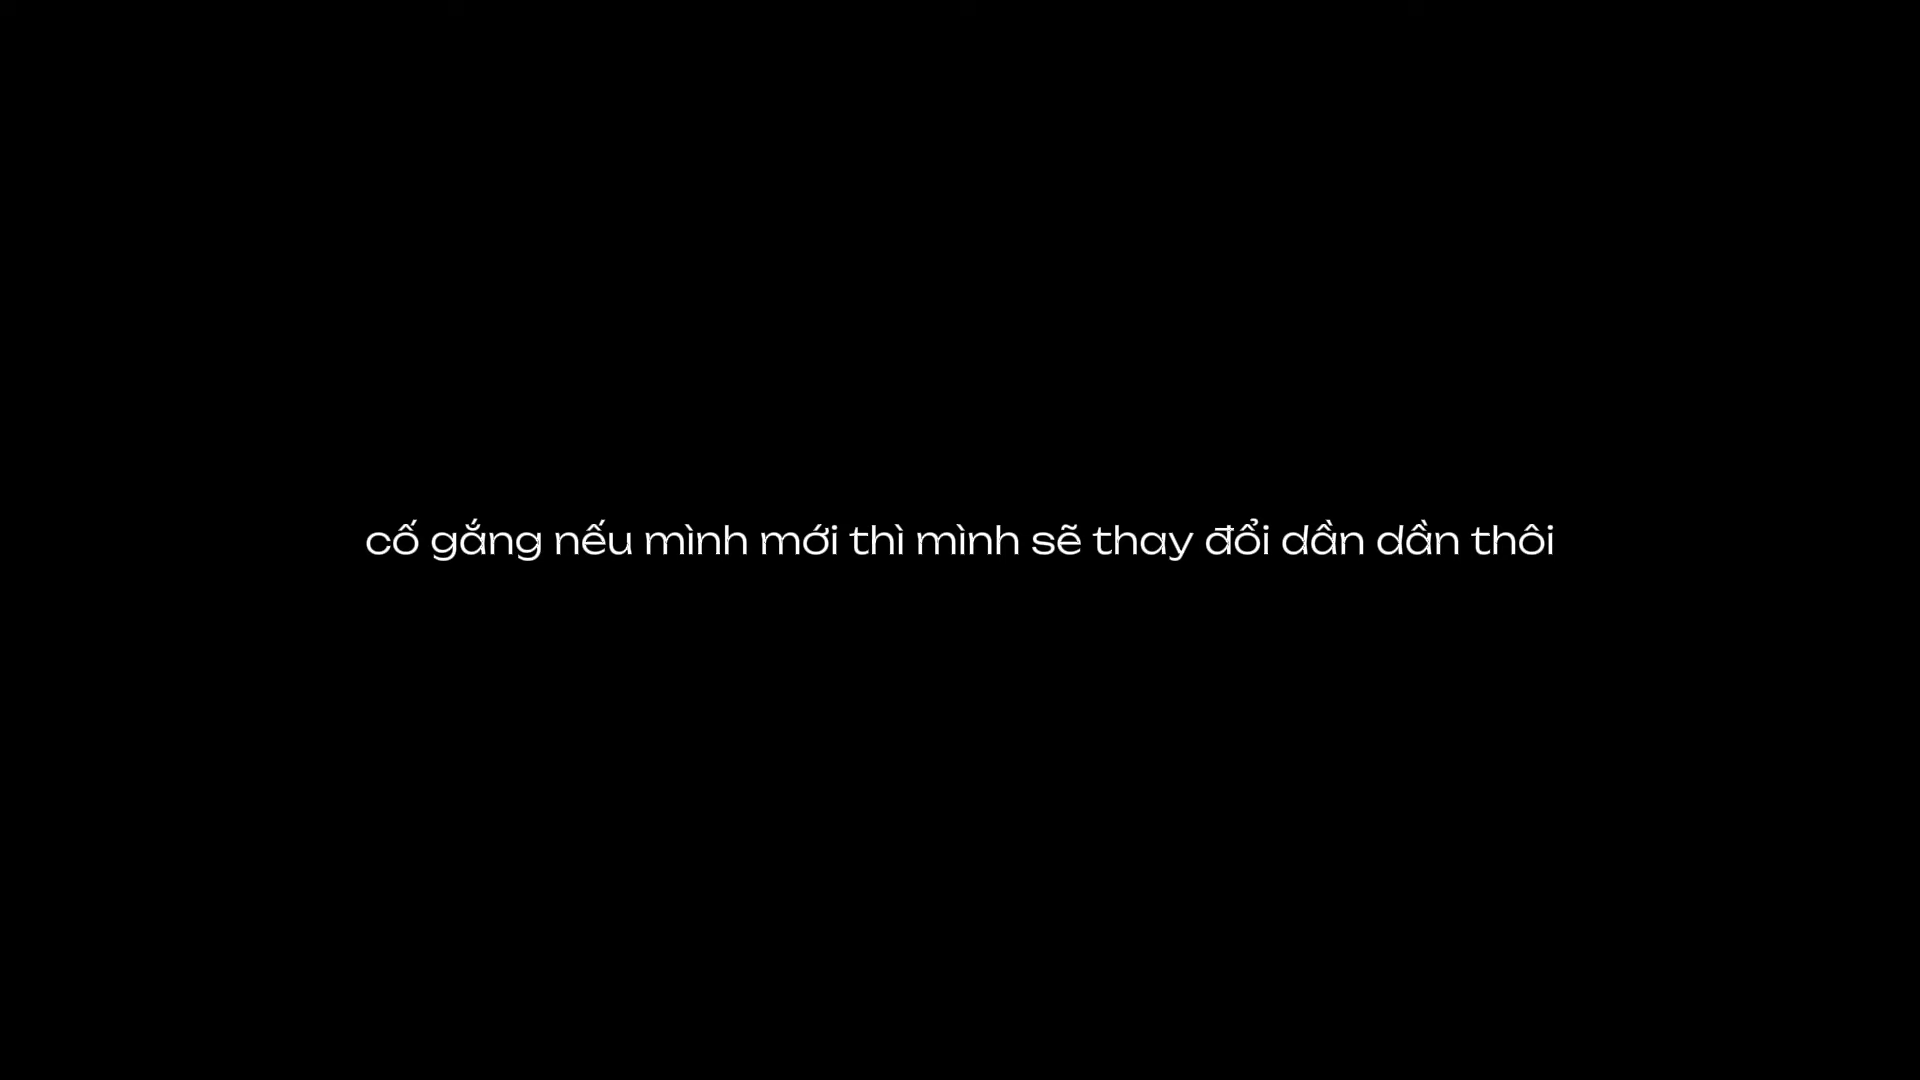 cố gắng nếu mình mới thì mình sẽ thay đổi dần dần thôi